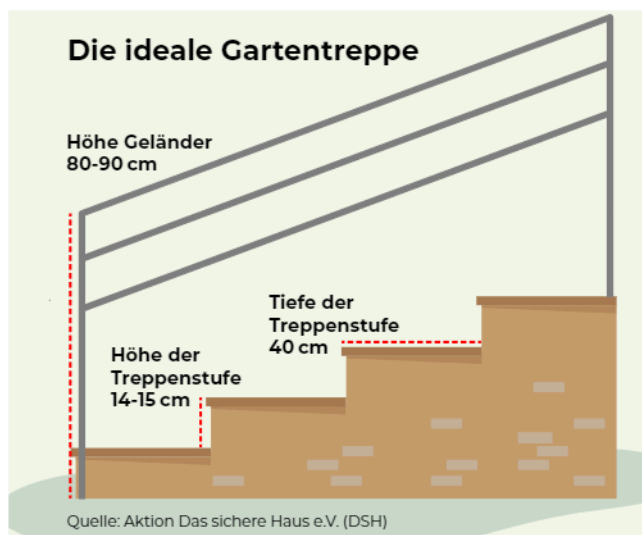 Die ideale Gartentreppe
Höhe Geländer
80-90 cm
Tiefe der
Treppenstufe
40 cm
Höhe der
Treppenstufe
14-15 cm
Quelle: Aktion Das sichere Haus e.V. (DSH)